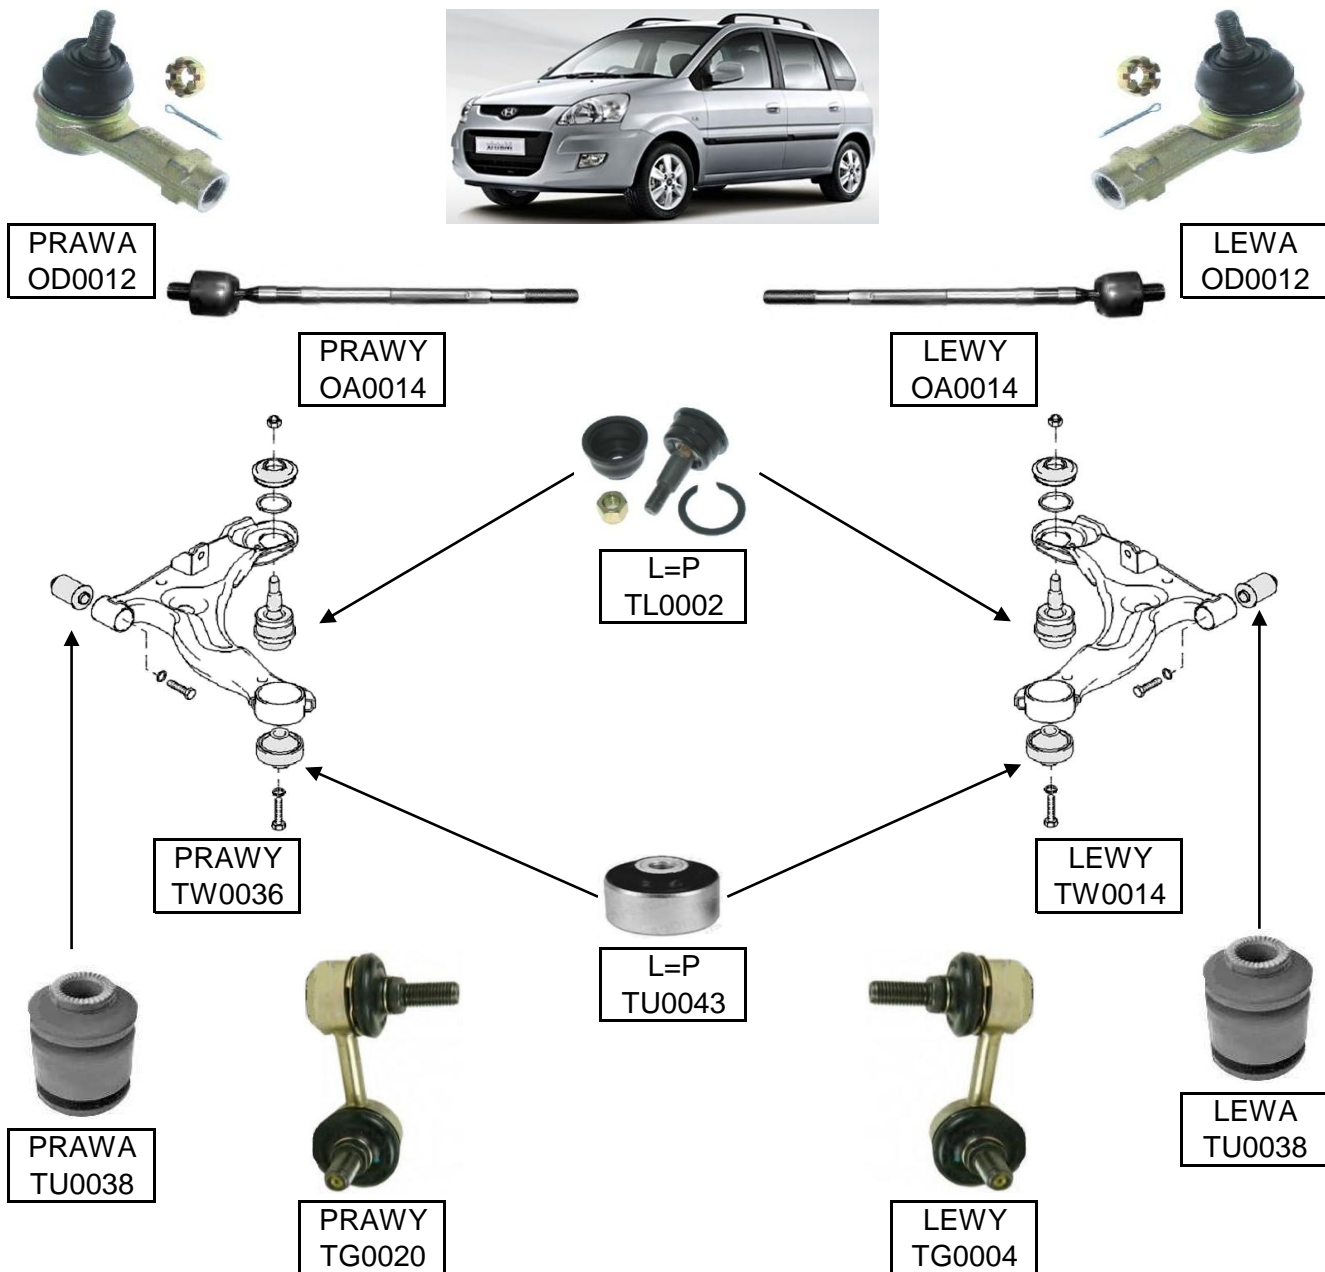 PRAWA
OD0012
LEWA
OD0012
PRAWY
OA0014
LEWY
OA0014
L=P
TL0002
PRAWY
TW0036
LEWY
TW0014
L=P
TU0043
PRAWA
TU0038
LEWA
TU0038
PRAWY
TG0020
LEWY
TG0004